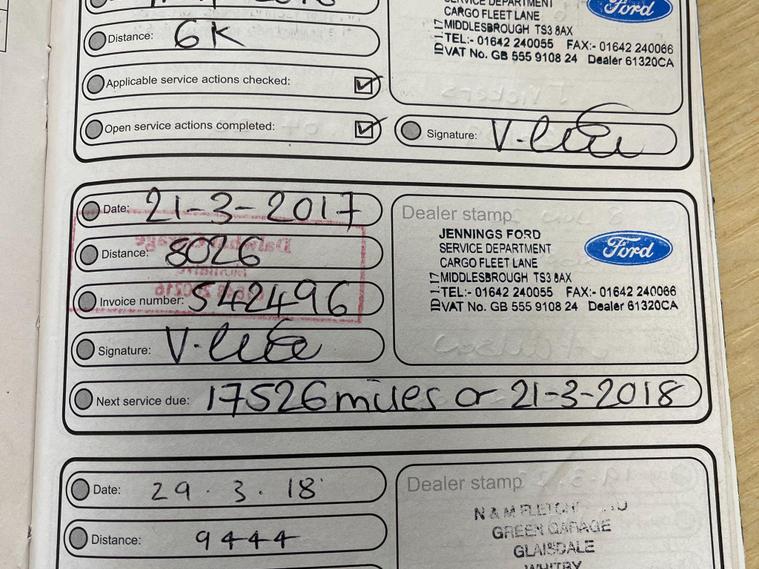 Distance: 6K
Applicable service actions checked:
Open service actions completed:
SERVICE DEPARTMENT
CARGO FLEET LANE
MIDDLESBROUGH TS3 8AX
TEL:- 01642 240055 FAX:- 01642 240066
VAT No. GB 555 9108 24 Dealer 61320CA
Ford
Signature:
Date: 21-3-2017
Distance: 8026
Invoice number: 542496
Signature:
Next service due: 17526 miles or 21-3-2018
Dealer stamp
JENNINGS FORD
SERVICE DEPARTMENT
CARGO FLEET LANE
MIDDLESBROUGH TS3 8AX
TEL:- 01642 240055 FAX:- 01642 240066
VAT No. GB 555 9108 24 Dealer 61320CA
Ford
Date: 29.3.18
Distance: 9444
Dealer stamp
N & M
GREEN GARAGE
GLAISDALE
WHITBY